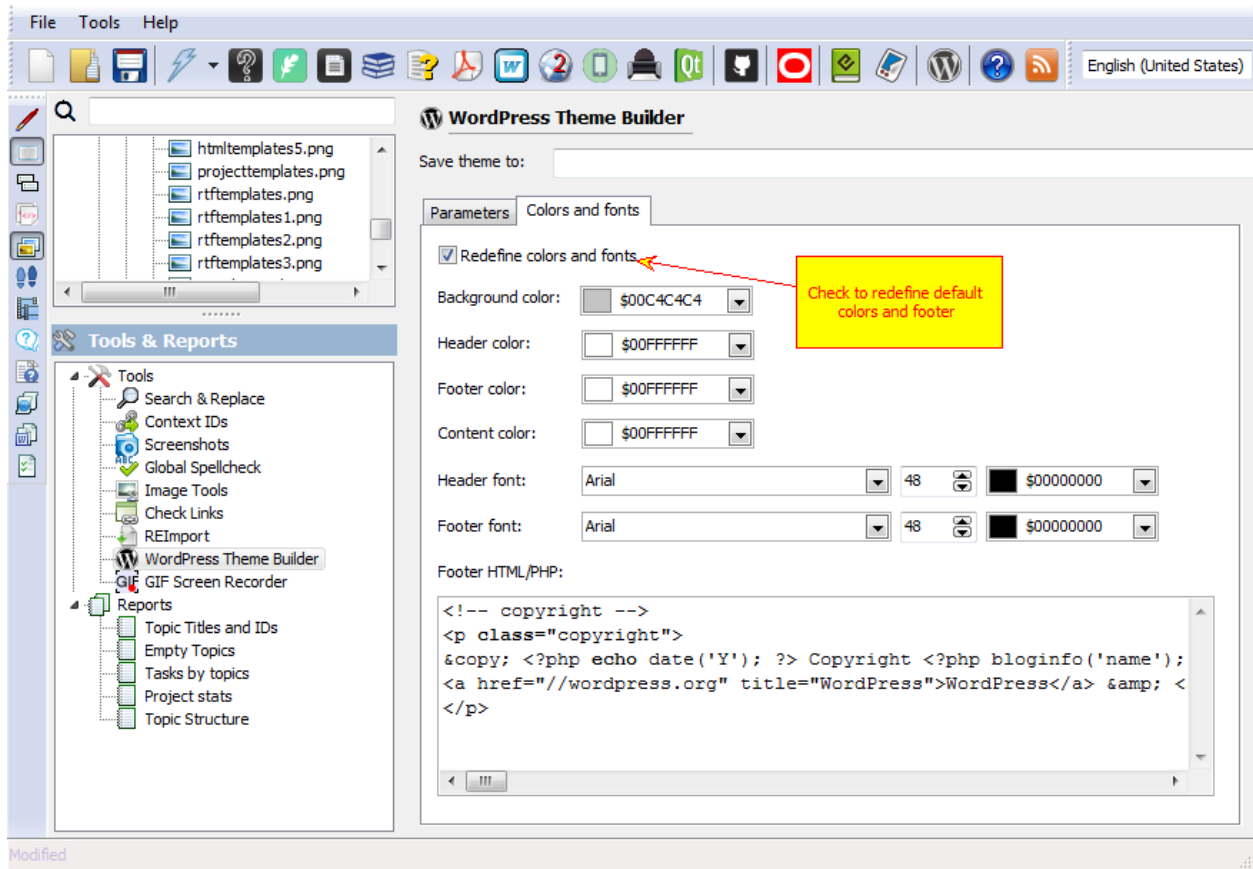 File Tools Help
English (United States)
htmltemplates5.png
projecttemplates.png
rtftemplates.png
rtftemplates1.png
rtftemplates2.png
rtftemplates3.png
Tools & Reports
Tools
Search & Replace
Context IDs
Screenshots
Global Spellcheck
Image Tools
Check Links
REImport
WordPress Theme Builder
GIF GIF Screen Recorder
Reports
Topic Titles and IDs
Empty Topics
Tasks by topics
Project stats
Topic Structure
WordPress Theme Builder
Save theme to:
Parameters Colors and fonts
Redefine colors and fonts
Check to redefine default
colors and footer
Background color: $00C4C4C4
Header color: $00FFFFFF
Footer color: $00FFFFFF
Content color: $00FFFFFF
Header font: Arial 48 $00000000
Footer font: Arial 48 $00000000
Footer HTML/PHP:
<!-- copyright -->
<p class="copyright">
&copy; <?php echo date('Y'); ?> Copyright <?php bloginfo('name');
<a href="//wordpress.org" title="WordPress">WordPress</a> &amp; <
</p>
Modified